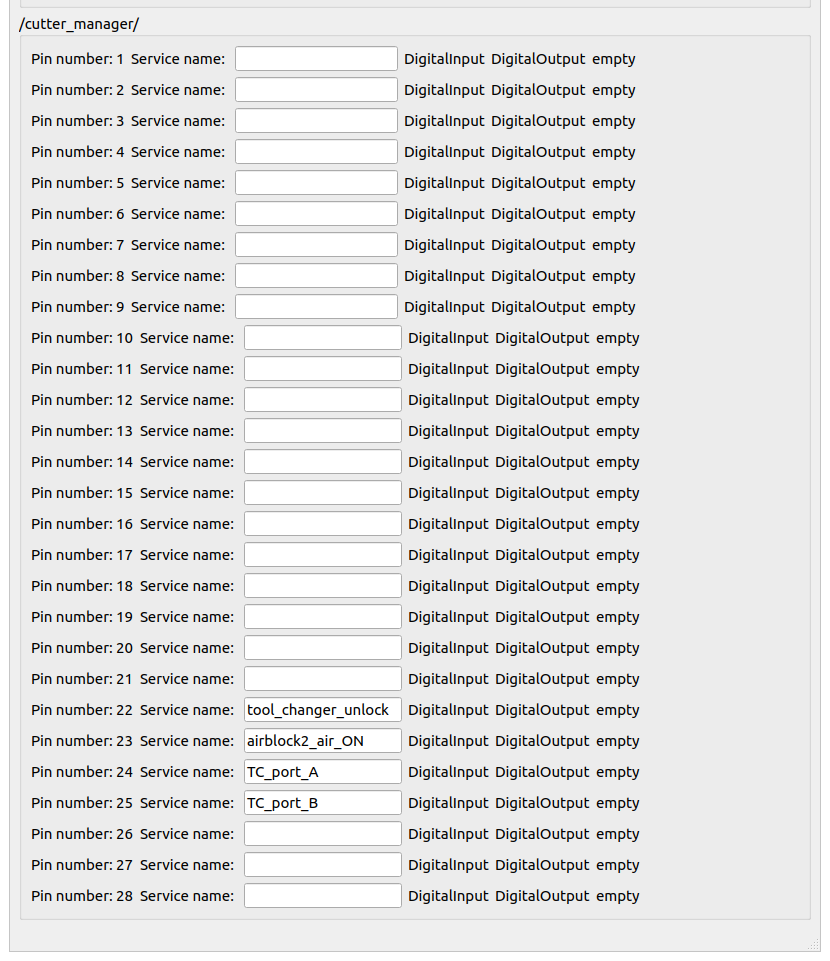 /cutter_manager/
Pin number: 1 Service name: DigitalInput DigitalOutput empty
Pin number: 2 Service name: DigitalInput DigitalOutput empty
Pin number: 3 Service name: DigitalInput DigitalOutput empty
Pin number: 4 Service name: DigitalInput DigitalOutput empty
Pin number: 5 Service name: DigitalInput DigitalOutput empty
Pin number: 6 Service name: DigitalInput DigitalOutput empty
Pin number: 7 Service name: DigitalInput DigitalOutput empty
Pin number: 8 Service name: DigitalInput DigitalOutput empty
Pin number: 9 Service name: DigitalInput DigitalOutput empty
Pin number: 10 Service name: DigitalInput DigitalOutput empty
Pin number: 11 Service name: DigitalInput DigitalOutput empty
Pin number: 12 Service name: DigitalInput DigitalOutput empty
Pin number: 13 Service name: DigitalInput DigitalOutput empty
Pin number: 14 Service name: DigitalInput DigitalOutput empty
Pin number: 15 Service name: DigitalInput DigitalOutput empty
Pin number: 16 Service name: DigitalInput DigitalOutput empty
Pin number: 17 Service name: DigitalInput DigitalOutput empty
Pin number: 18 Service name: DigitalInput DigitalOutput empty
Pin number: 19 Service name: DigitalInput DigitalOutput empty
Pin number: 20 Service name: DigitalInput DigitalOutput empty
Pin number: 21 Service name: DigitalInput DigitalOutput empty
Pin number: 22 Service name: tool_changer_unlock DigitalInput DigitalOutput empty
Pin number: 23 Service name: airblock2_air_ON DigitalInput DigitalOutput empty
Pin number: 24 Service name: TC_port_A DigitalInput DigitalOutput empty
Pin number: 25 Service name: TC_port_B DigitalInput DigitalOutput empty
Pin number: 26 Service name: DigitalInput DigitalOutput empty
Pin number: 27 Service name: DigitalInput DigitalOutput empty
Pin number: 28 Service name: DigitalInput DigitalOutput empty